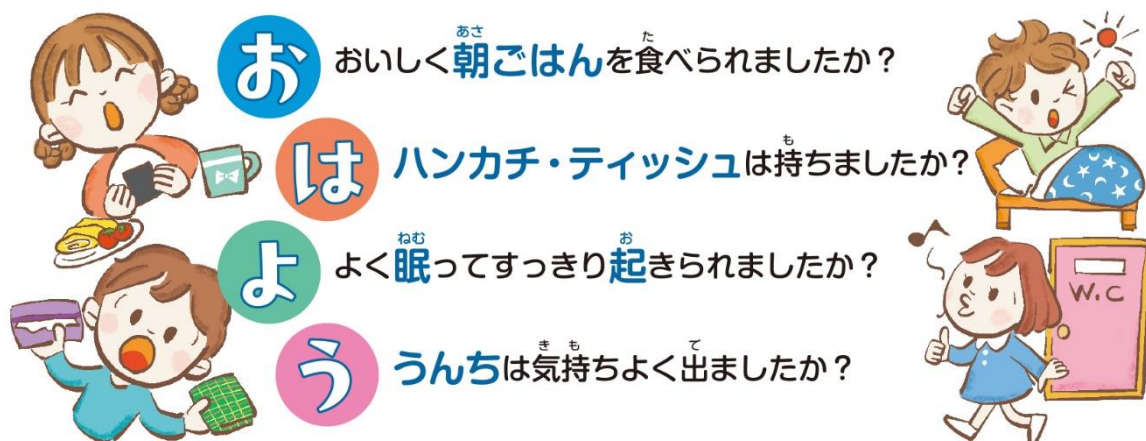 お おいしく朝ごはんを食べられましたか？
は ハンカチ・ティッシュは持ちましたか？
よ よく眠ってすっきり起きられましたか？
う うんちは気持ちよく出ましたか？
W.C